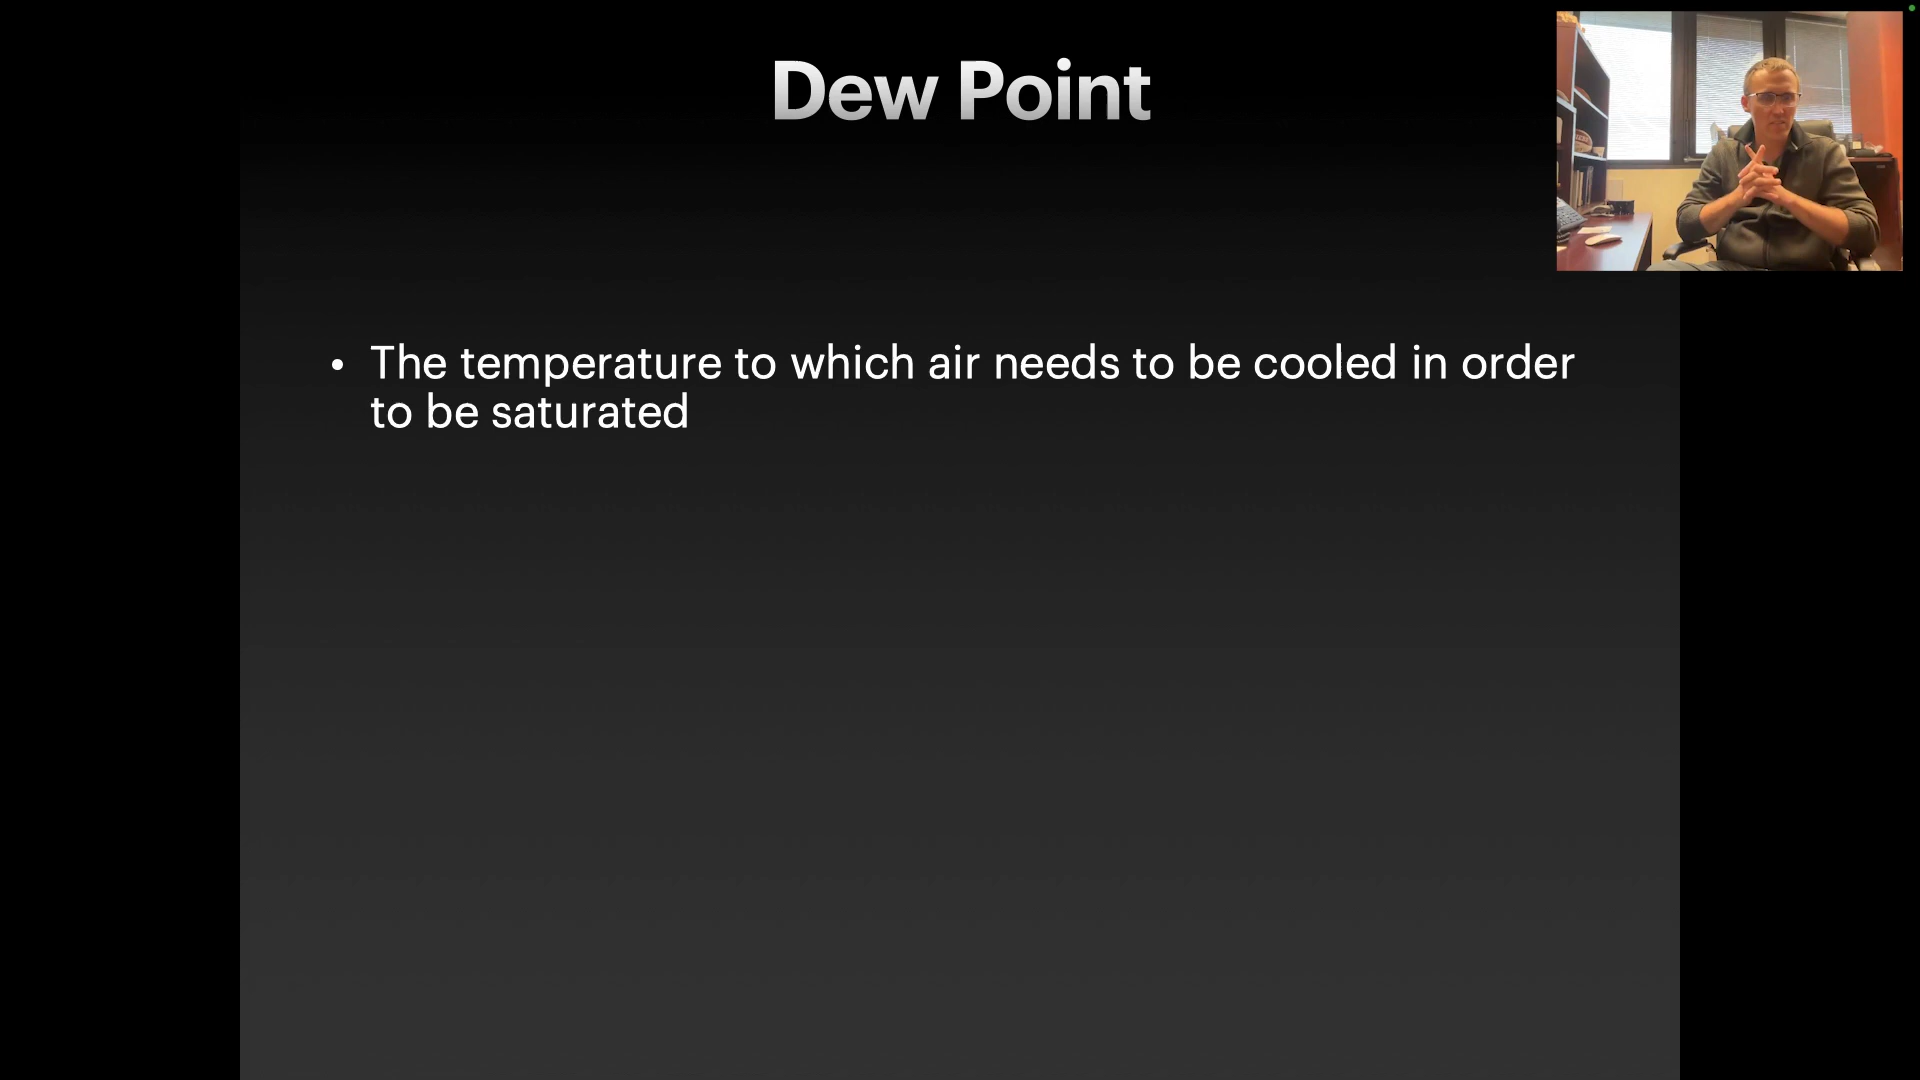 Dew Point
• The temperature to which air needs to be cooled in order
to be saturated